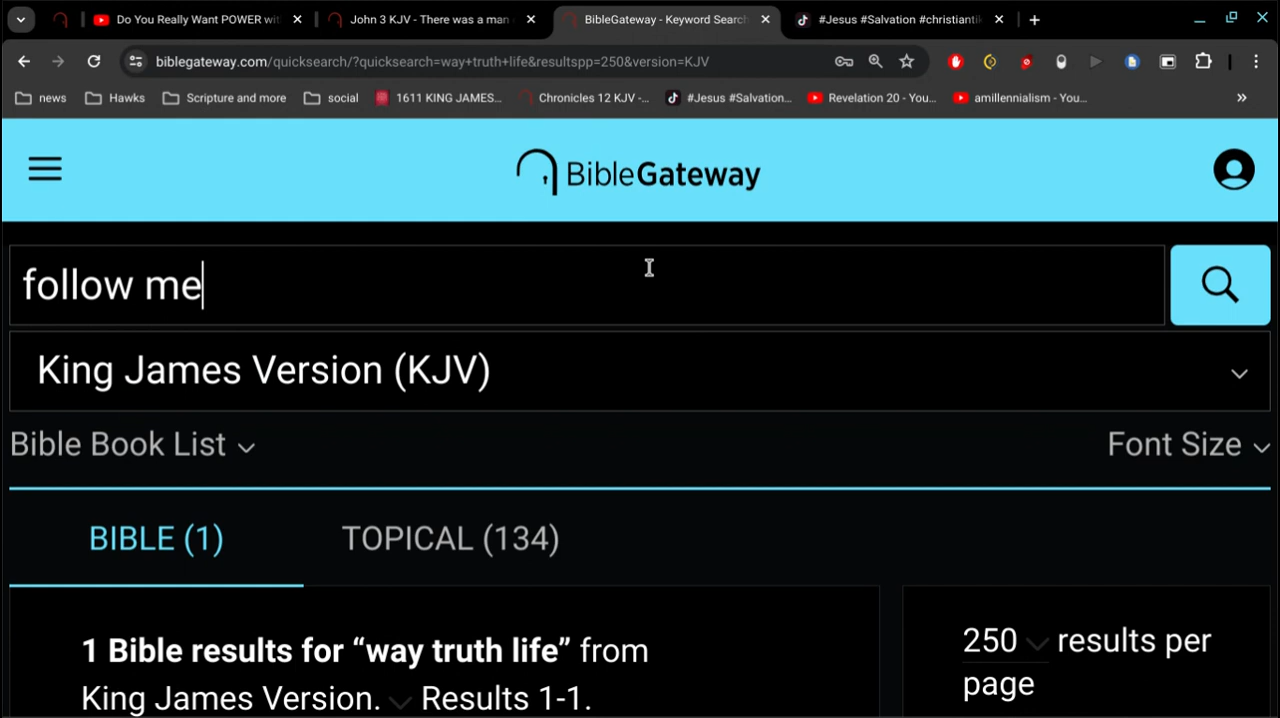 Do You Really Want POWER wit
John 3 KJV - There was a man
BibleGateway - Keyword Search
#Jesus #Salvation #christiantik
biblegateway.com/quicksearch/?quicksearch=way+truth+life&resultspp=250&version=KJV
news Hawks Scripture and more social 1611 KING JAMES... Chronicles 12 KJV -... #Jesus #Salvation... Revelation 20 - You... amillennialism - You... »
BibleGateway
follow me
King James Version (KJV)
Bible Book List Font Size
BIBLE (1) TOPICAL (134)
1 Bible results for “way truth life” from
King James Version. Results 1-1.
250 results per
page